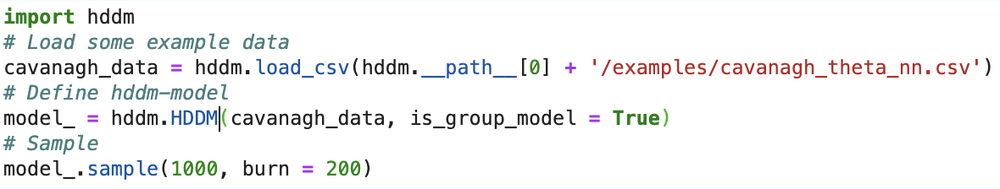 import hddm
# Load some example data
cavanagh_data = hddm.load_csv(hddm.__path__[0] + '/examples/cavanagh_theta_nn.csv')
# Define hddm-model
model_ = hddm.HDDM(cavanagh_data, is_group_model = True)
# Sample
model_.sample(1000, burn = 200)